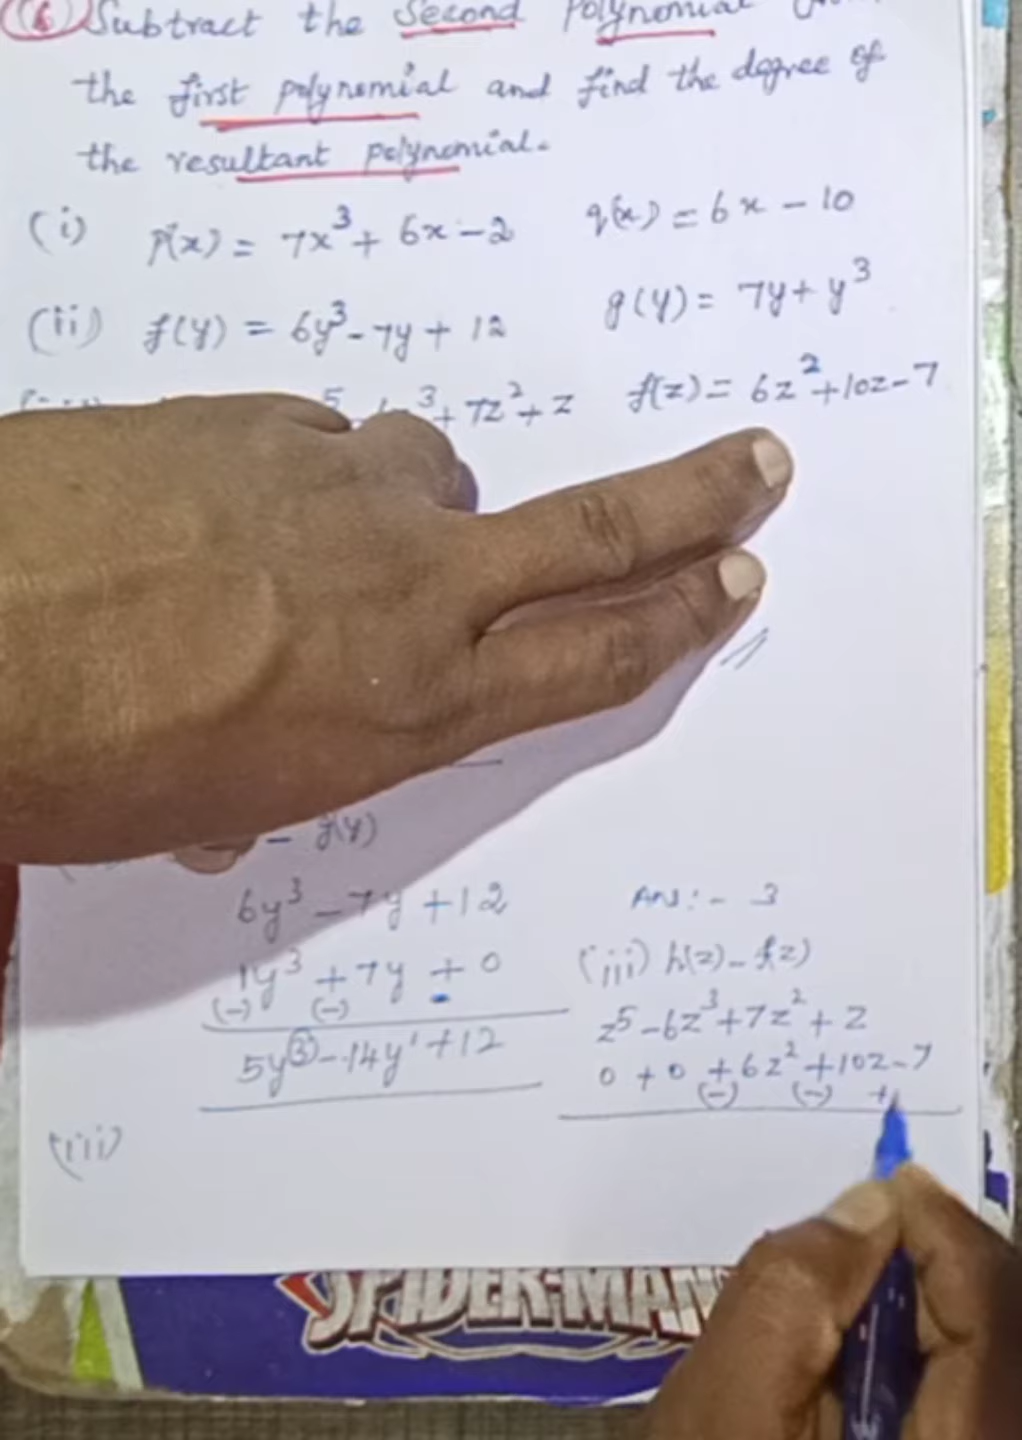 (6) Subtract the Second Polynomial
the first polynomial and find the degree of
the resultant polynomial.
(i) p(x) = 7x³ + 6x - 2 q(x) = 6x - 10
(ii) f(y) = 6y³ - 7y + 12 g(y) = 7y + y³
+ 7z² + z f(z) = 6z² + 10z - 7
6y³ - 7y + 12
1y³ + 7y + 0
(-) (-)
5y³ - 14y¹ + 12
(iii)
Ans :- 3
(iii) h(z) - f(z)
z⁵ - 6z³ + 7z² + z
0 + 0 + 6z² + 10z - 7
(-) (-) +
SPIDER-MAN